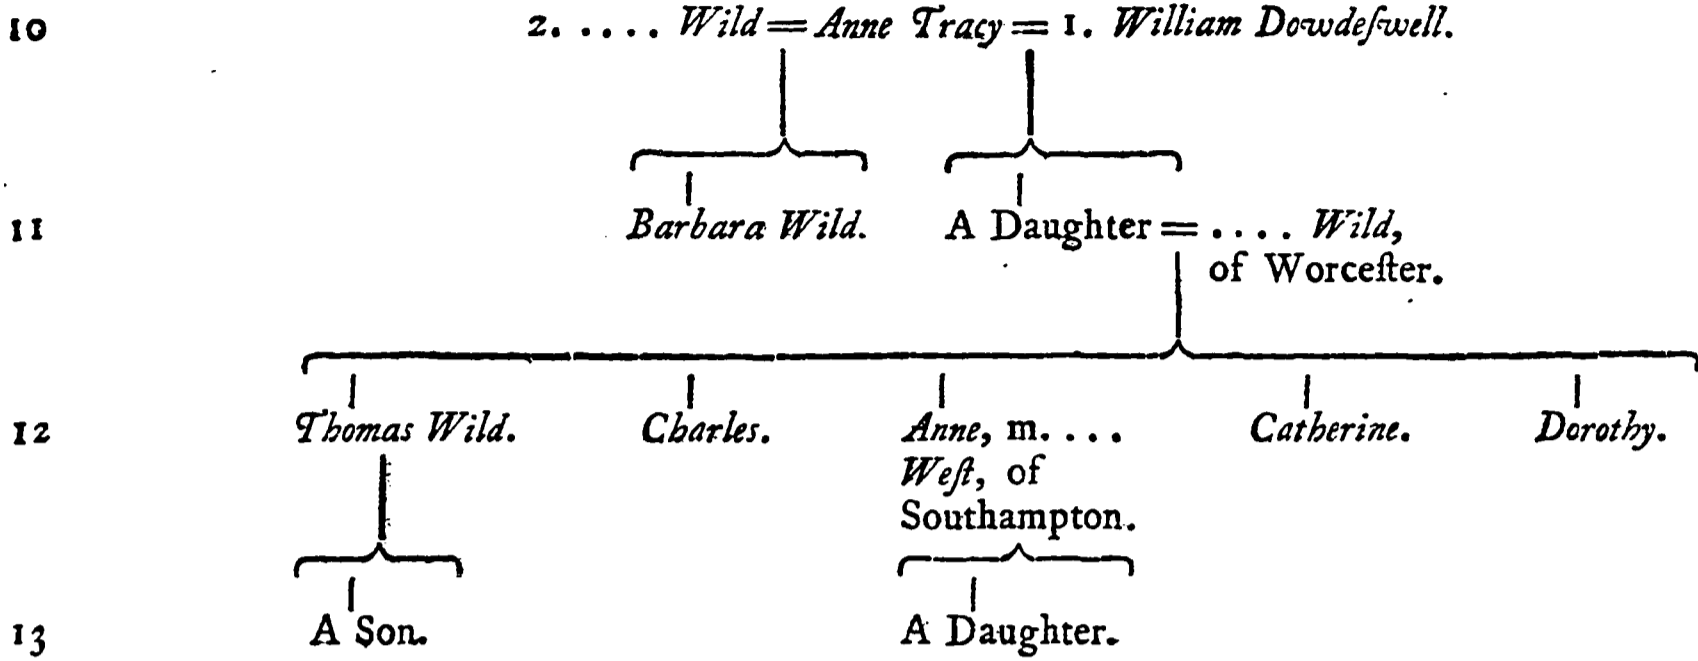 10 2. .... Wild = Anne Tracy = 1. William Dowdeſwell.
11 Barbara Wild. A Daughter = .... Wild,
of Worceſter.
12 Thomas Wild. Charles. Anne, m. .... Catherine. Dorothy.
Weſt, of
Southampton.
13 A Son. A Daughter.